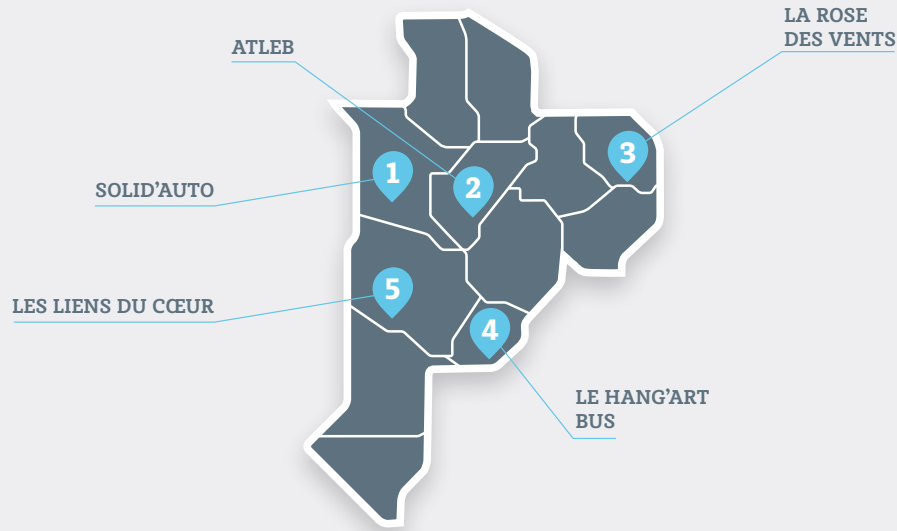 LA ROSE
DES VENTS
ATLEB
3
1
2
SOLID'AUTO
5
LES LIENS DU CŒUR
4
LE HANG'ART
BUS